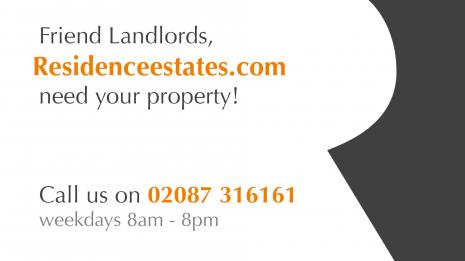 Friend Landlords,
Residenceestates.com
need your property!
Call us on 02087 316161
weekdays 8am - 8pm